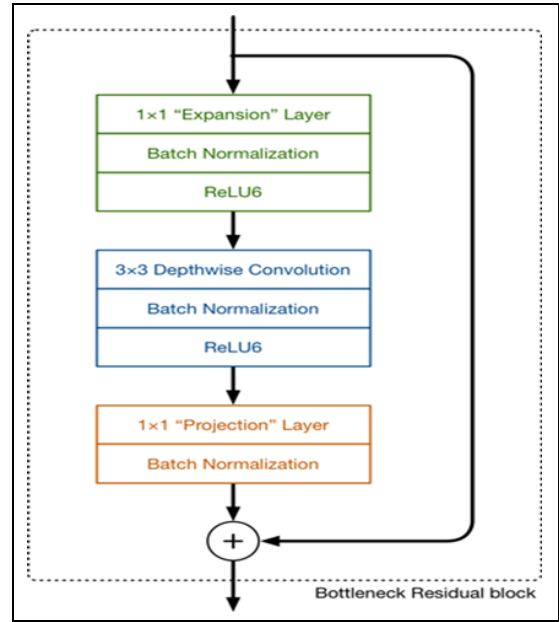 1×1 “Expansion” Layer
Batch Normalization
ReLU6
3×3 Depthwise Convolution
Batch Normalization
ReLU6
1×1 “Projection” Layer
Batch Normalization
+
Bottleneck Residual block